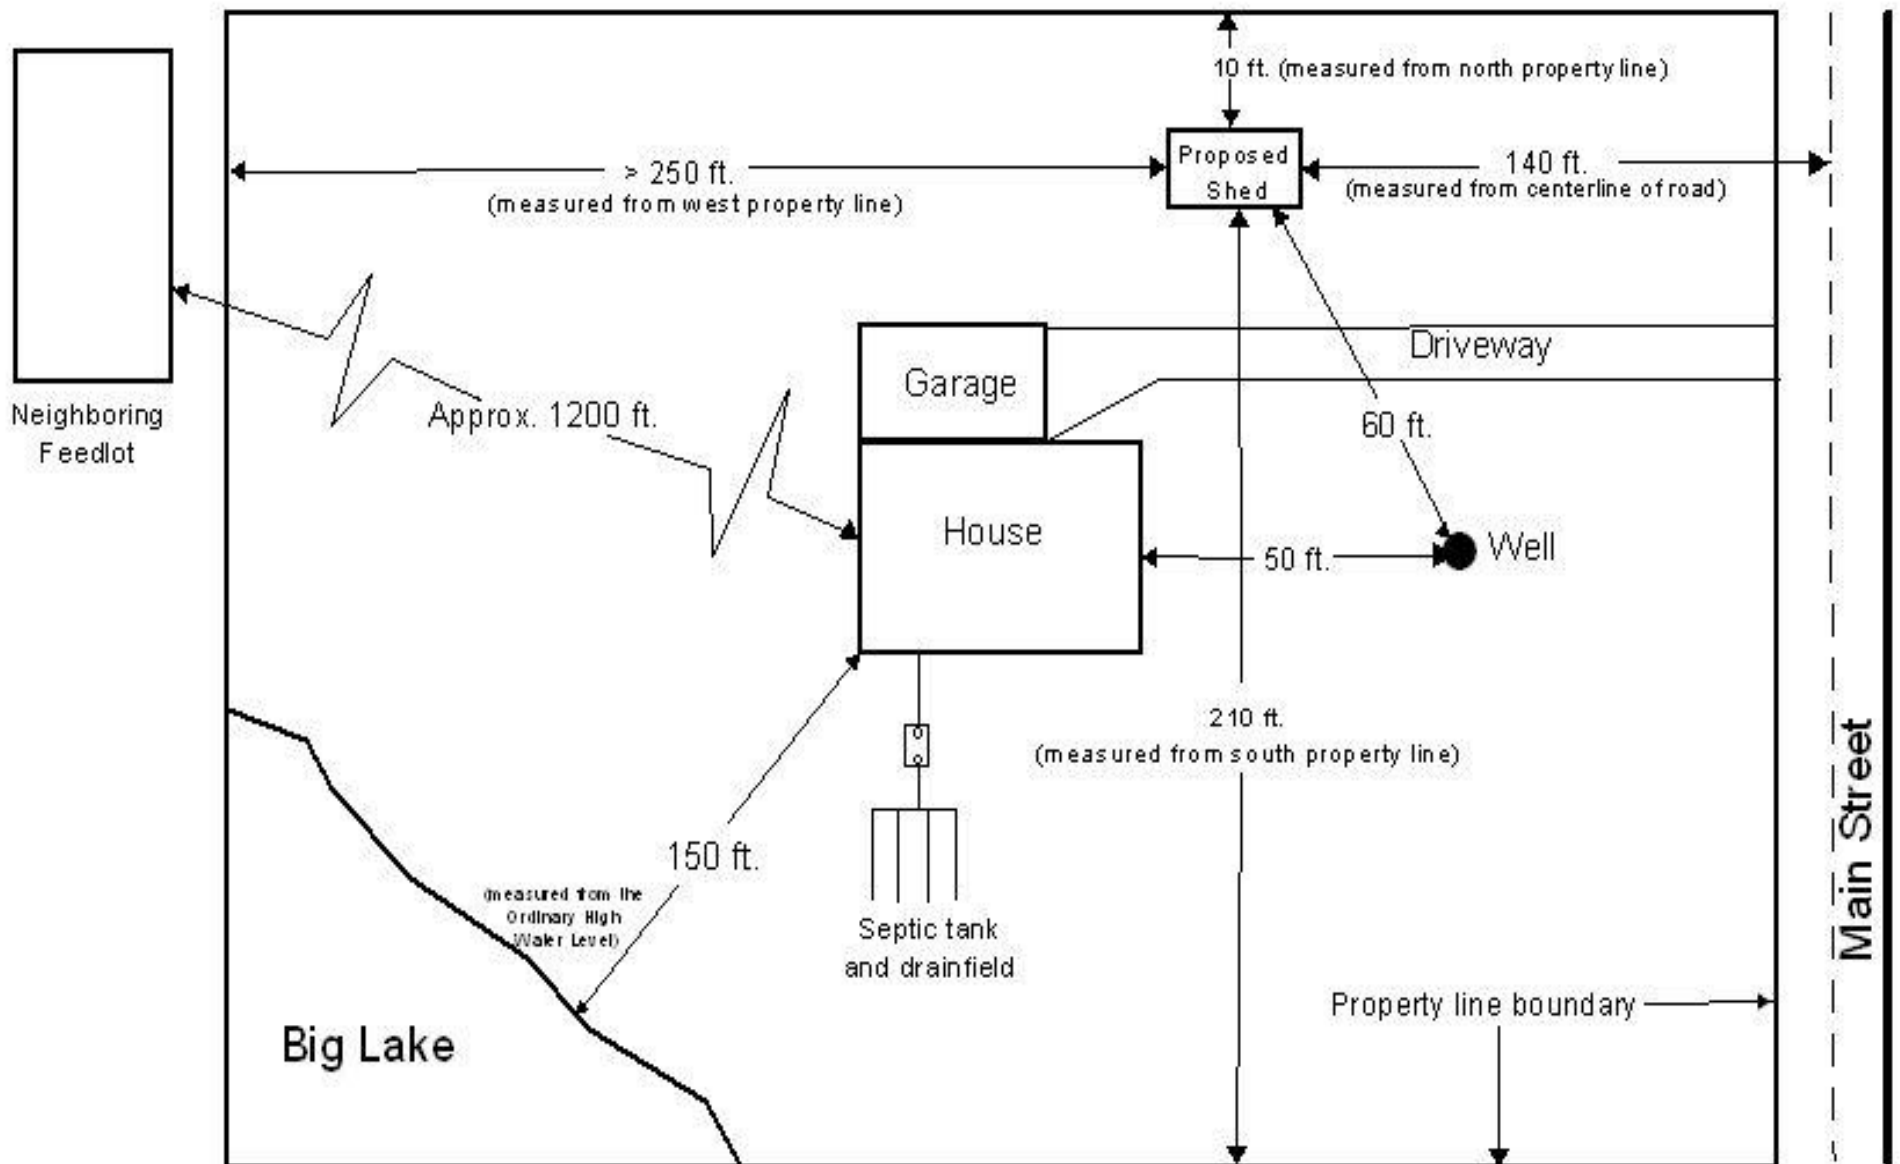 10 ft. (measured from north property line)
Proposed
Shed
140 ft.
(measured from centerline of road)
> 250 ft.
(measured from west property line)
Neighboring
Feedlot
Approx. 1200 ft.
Garage
Driveway
60 ft.
House
50 ft.
Well
210 ft.
(measured from south property line)
150 ft.
(measured from the
Ordinary High
Water Level)
Septic tank
and drainfield
Big Lake
Property line boundary
Main Street